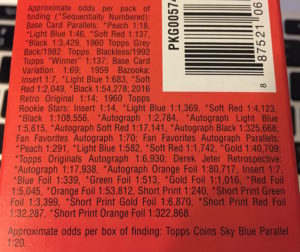 Approximate odds per pack of
finding ("Sequentially Numbered):
Base Card Parallels: *Peach 1:18,
*Light Blue 1:46, *Soft Red 1:137,
*Black 1:3,429, 1960 Topps Grey
Back/1982 Topps Blackless/1992
Topps "Winner" 1:137; Base Card
Variation 1:69; 1959 Bazooka:
Insert 1:7, *Light Blue 1:683, *Soft
Red 1:2,049, *Black 1:54,278; 2016
Retro Original 1:14; 1960 Topps
Rookie Stars: Insert 1:14, *Light Blue 1:1,369, *Soft Red 1:4,123,
*Black 1:108,556, *Autograph 1:2,784, *Autograph Light Blue
1:5,615, *Autograph Soft Red 1:17,141, *Autograph Black 1:325,668;
Fan Favorites Autograph 1:70; Fan Favorites Autograph Parallels:
*Peach 1:291, *Light Blue 1:582, *Soft Red 1:1,742, *Gold 1:40,709;
*Topps Originals Autograph 1:6,930; Derek Jeter Retrospective:
*Autograph 1:17,938, *Autograph Orange Foil 1:80,717, Insert 1:7,
*Blue Foil 1:339, *Green Foil 1:513, *Gold Foil 1:1,016, *Red Foil
1:5,045, *Orange Foil 1:53,812, *Short Print 1:240, *Short Print Green
Foil 1:3,399, *Short Print Gold Foil 1:6,870, *Short Print Red Foil
1:32,287, *Short Print Orange Foil 1:322,868.
Approximate odds per box of finding: Topps Coins Sky Blue Parallel
1:20.
PKG00574
8 87521 06